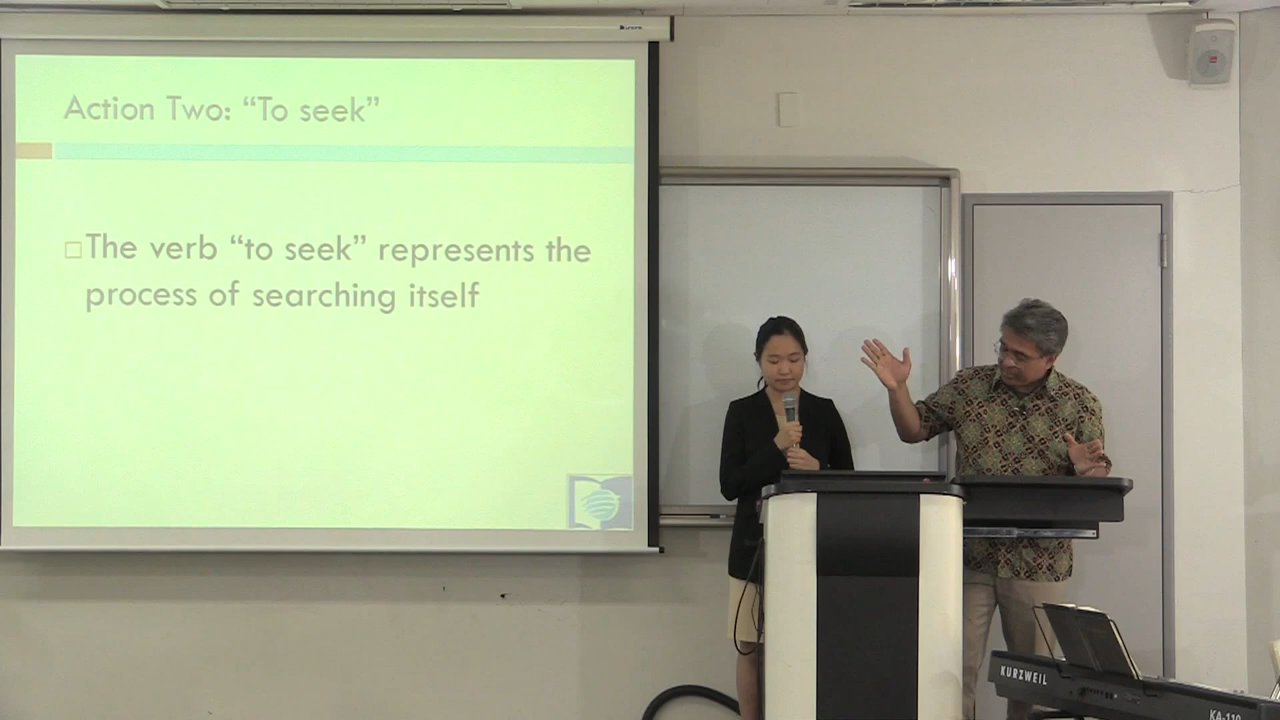 Action Two: “To seek”
The verb “to seek” represents the
process of searching itself
KURZWEIL
KA-110